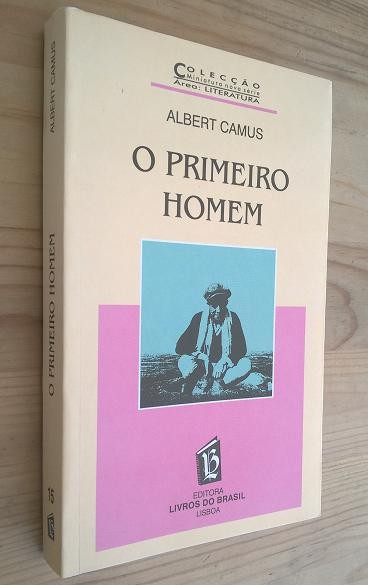 COLECÇÃO
Miniatura nova série
Área: LITERATURA
ALBERT CAMUS
O PRIMEIRO
HOMEM
LB
EDITORA
LIVROS DO BRASIL
LISBOA
ALBERT CAMUS
O PRIMEIRO HOMEM